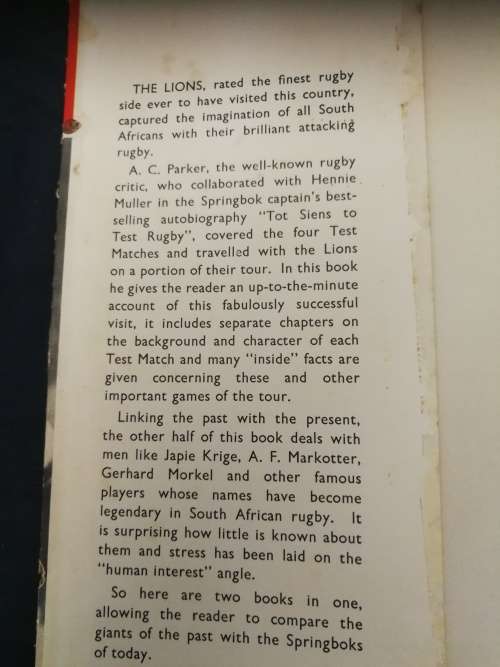 THE LIONS, rated the finest rugby
side ever to have visited this country,
captured the imagination of all South
Africans with their brilliant attacking
rugby.
A. C. Parker, the well-known rugby
critic, who collaborated with Hennie
Muller in the Springbok captain's best-
selling autobiography "Tot Siens to
Test Rugby", covered the four Test
Matches and travelled with the Lions
on a portion of their tour. In this book
he gives the reader an up-to-the-minute
account of this fabulously successful
visit, it includes separate chapters on
the background and character of each
Test Match and many "inside" facts are
given concerning these and other
important games of the tour.
Linking the past with the present,
the other half of this book deals with
men like Japie Krige, A. F. Markotter,
Gerhard Morkel and other famous
players whose names have become
legendary in South African rugby. It
is surprising how little is known about
them and stress has been laid on the
"human interest" angle.
So here are two books in one,
allowing the reader to compare the
giants of the past with the Springboks
of today.